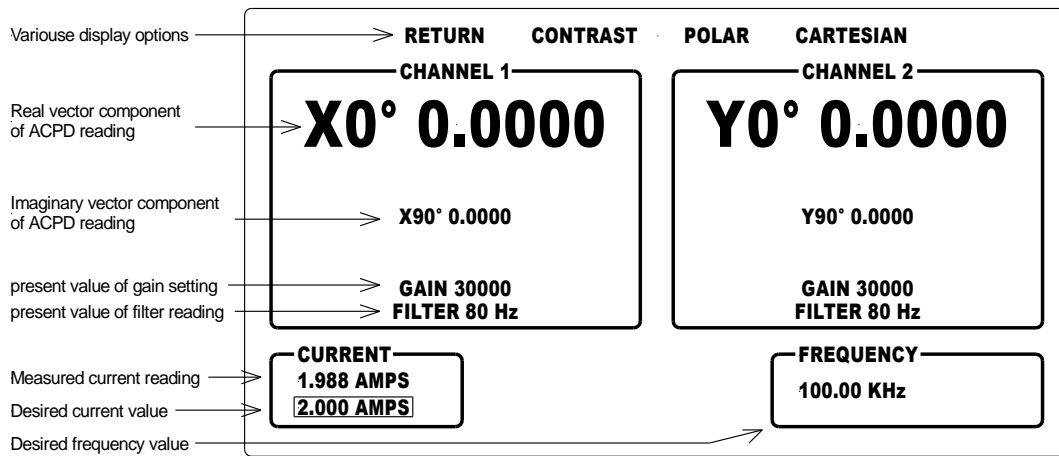 Variouse display options
RETURN CONTRAST POLAR CARTESIAN
CHANNEL 1
CHANNEL 2
Real vector component
of ACPD reading
X0° 0.0000
Y0° 0.0000
Imaginary vector component
of ACPD reading
X90° 0.0000
Y90° 0.0000
present value of gain setting
GAIN 30000
GAIN 30000
present value of filter reading
FILTER 80 Hz
FILTER 80 Hz
CURRENT
FREQUENCY
Measured current reading
1.988 AMPS
100.00 KHz
Desired current value
2.000 AMPS
Desired frequency value